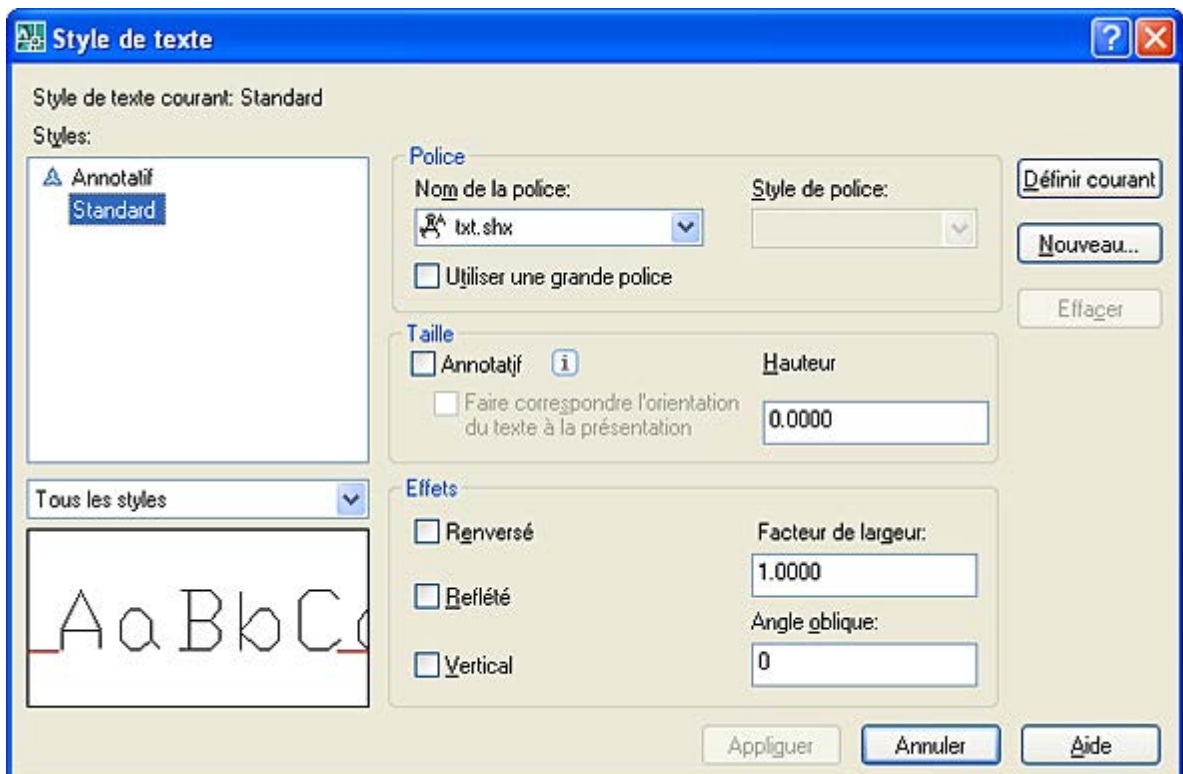 Style de texte
Style de texte courant: Standard
Styles:
Annotatif
Standard
Tous les styles
AaBbC
Police
Nom de la police:
Style de police:
txt.shx
Utiliser une grande police
Taille
Annotatif
Hauteur
Faire correspondre l'orientation
du texte à la présentation
0.0000
Effets
Renversé
Reflété
Vertical
Facteur de largeur:
1.0000
Angle oblique:
0
Définir courant
Nouveau...
Effacer
Appliquer
Annuler
Aide